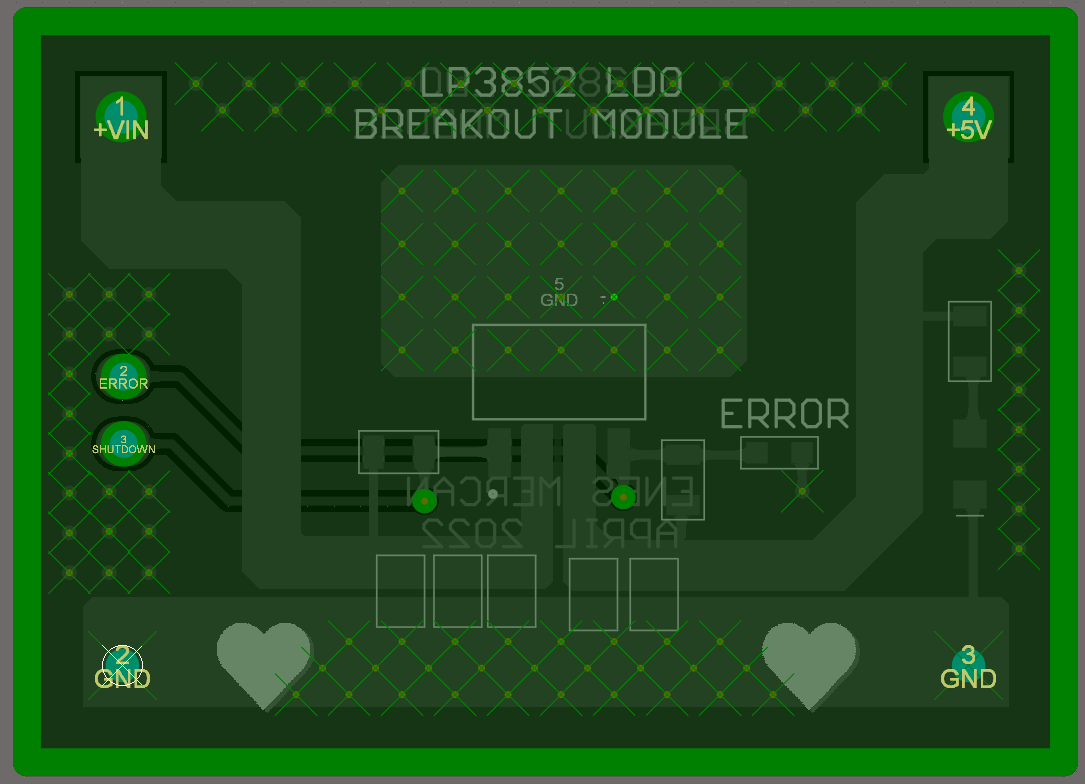 LP3852 LDO
BREAKOUT MODULE
1
+VIN
4
+5V
5
GND
2
ERROR
3
SHUTDOWN
ERROR
ENES MERCAN
APRIL 2022
2
GND
3
GND